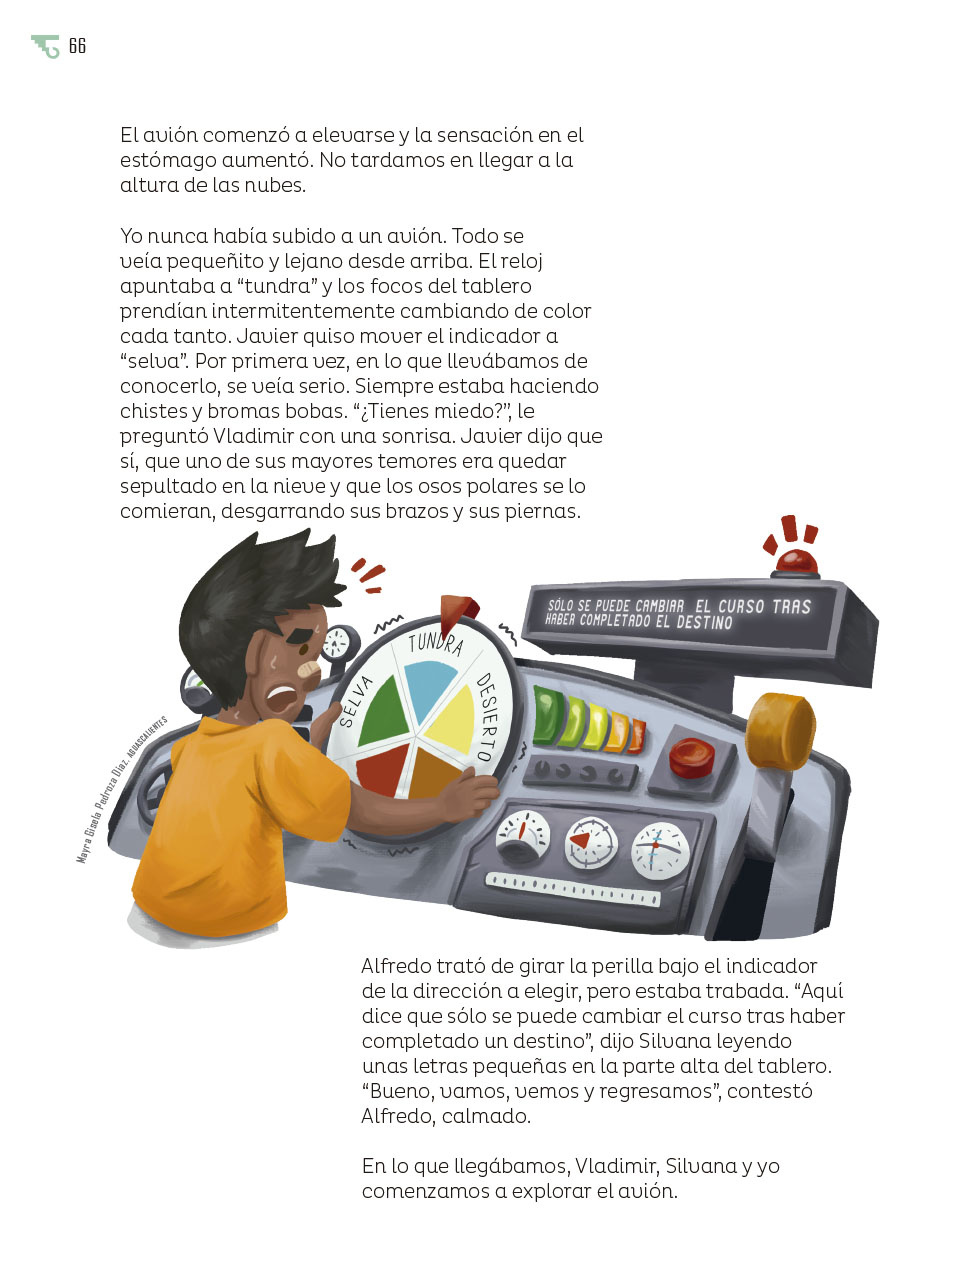 66
El avión comenzó a elevarse y la sensación en el
estómago aumentó. No tardamos en llegar a la
altura de las nubes.
Yo nunca había subido a un avión. Todo se
veía pequeñito y lejano desde arriba. El reloj
apuntaba a “tundra” y los focos del tablero
prendían intermitentemente cambiando de color
cada tanto. Javier quiso mover el indicador a
“selva”. Por primera vez, en lo que llevábamos de
conocerlo, se veía serio. Siempre estaba haciendo
chistes y bromas bobas. “¿Tienes miedo?”, le
preguntó Vladimir con una sonrisa. Javier dijo que
sí, que uno de sus mayores temores era quedar
sepultado en la nieve y que los osos polares se lo
comieran, desgarrando sus brazos y sus piernas.
SÓLO SE PUEDE CAMBIAR EL CURSO TRAS
HABER COMPLETADO EL DESTINO
TUNDRA
SELVA
DESIERTO
Mayra Gisela Pedroza Díaz, AGUASCALIENTES
Alfredo trató de girar la perilla bajo el indicador
de la dirección a elegir, pero estaba trabada. “Aquí
dice que sólo se puede cambiar el curso tras haber
completado un destino”, dijo Silvana leyendo
unas letras pequeñas en la parte alta del tablero.
“Bueno, vamos, vemos y regresamos”, contestó
Alfredo, calmado.
En lo que llegábamos, Vladimir, Silvana y yo
comenzamos a explorar el avión.